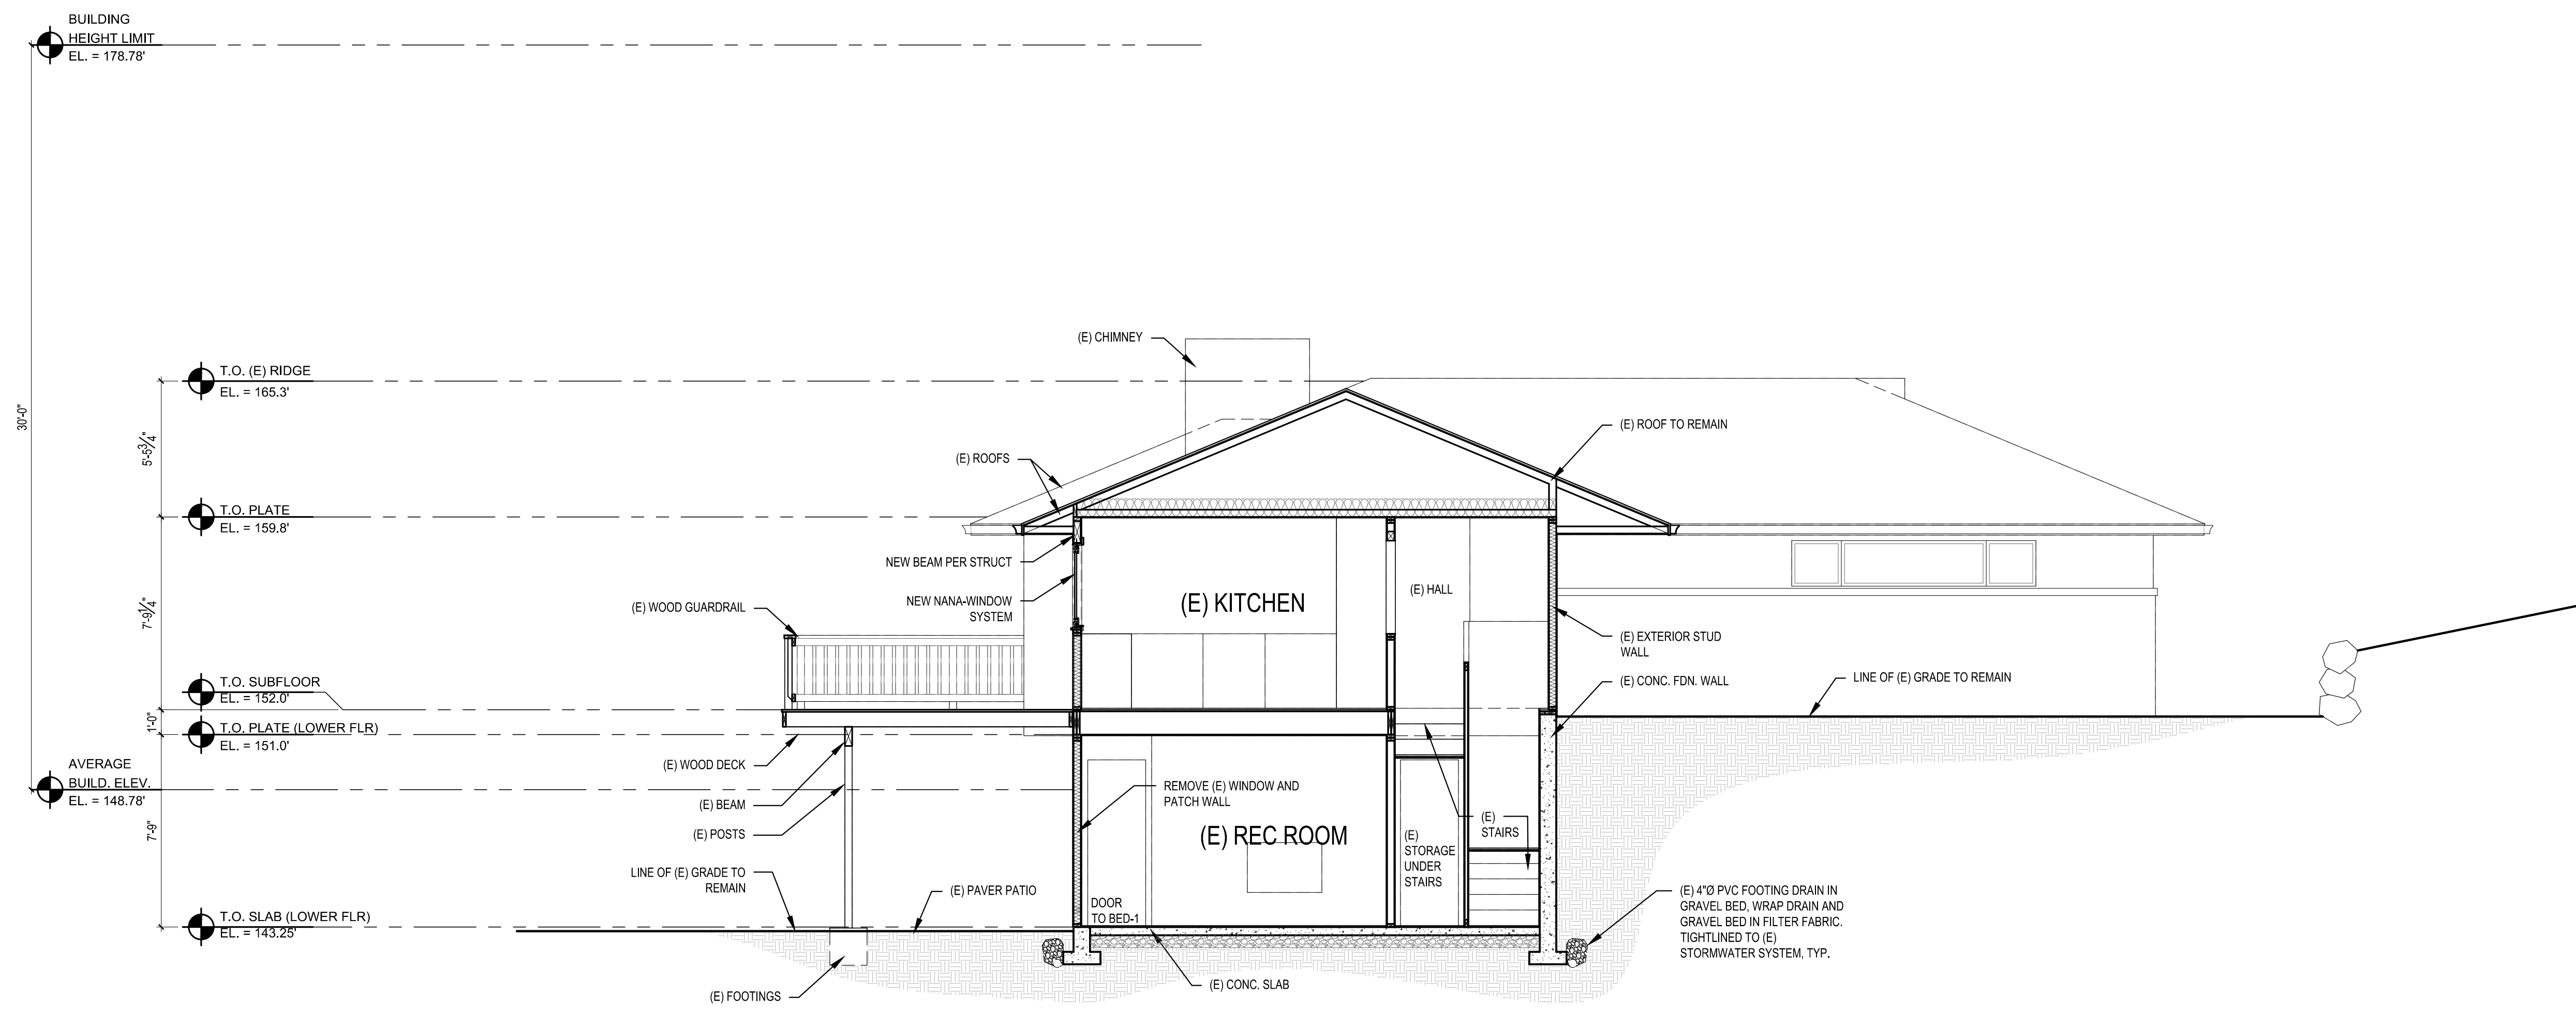 BUILDING
HEIGHT LIMIT
EL. = 178.78'
(E) CHIMNEY
T.O. (E) RIDGE
EL. = 165.3'
30'-0"
5'-5¾"
(E) ROOF TO REMAIN
(E) ROOFS
T.O. PLATE
EL. = 159.8'
NEW BEAM PER STRUCT
NEW NANA-WINDOW
SYSTEM
(E) WOOD GUARDRAIL
7'-9¼"
(E) KITCHEN
(E) HALL
(E) EXTERIOR STUD
WALL
(E) CONC. FDN. WALL
LINE OF (E) GRADE TO REMAIN
T.O. SUBFLOOR
EL. = 152.0'
1'-0"
T.O. PLATE (LOWER FLR)
EL. = 151.0'
(E) WOOD DECK
AVERAGE
BUILD. ELEV.
EL. = 148.78'
(E) BEAM
(E) POSTS
7'-9"
REMOVE (E) WINDOW AND
PATCH WALL
(E) REC ROOM
(E)
STORAGE
UNDER
STAIRS
(E)
STAIRS
LINE OF (E) GRADE TO
REMAIN
(E) PAVER PATIO
DOOR
TO BED-1
T.O. SLAB (LOWER FLR)
EL. = 143.25'
(E) 4"Ø PVC FOOTING DRAIN IN
GRAVEL BED, WRAP DRAIN AND
GRAVEL BED IN FILTER FABRIC.
TIGHTLINED TO (E)
STORMWATER SYSTEM, TYP.
(E) FOOTINGS
(E) CONC. SLAB